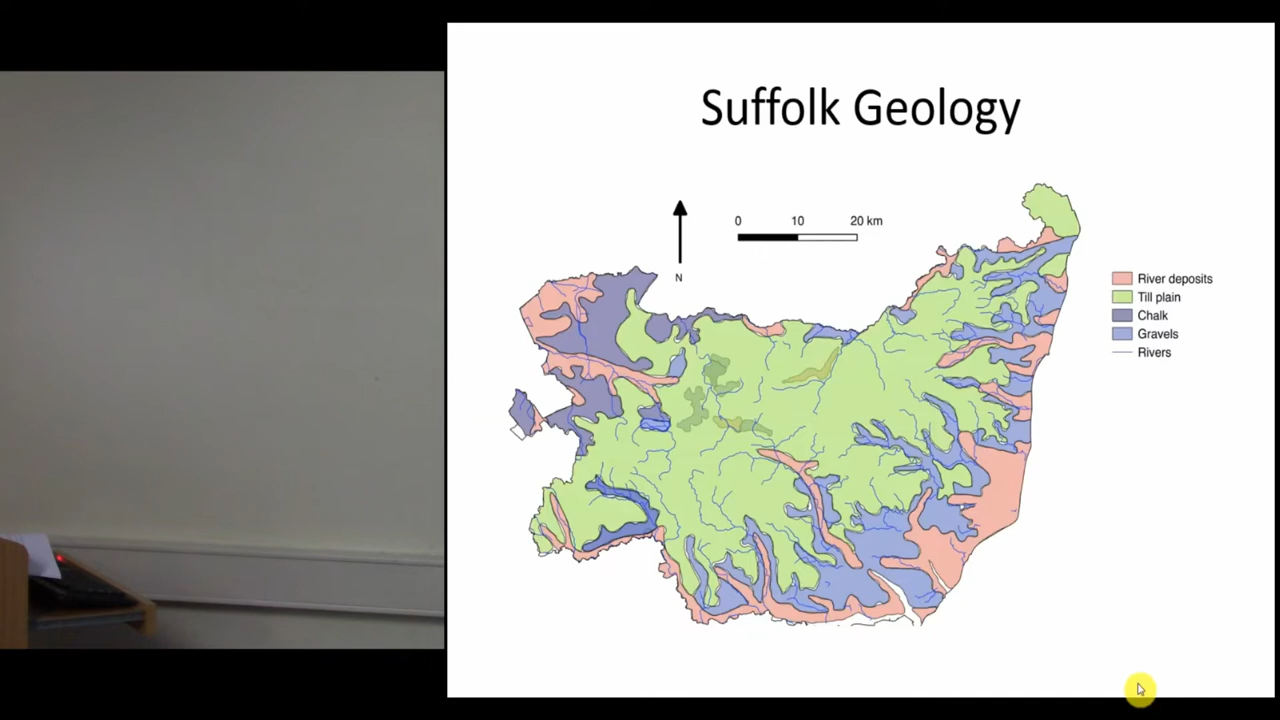 Suffolk Geology
0 10 20 km
N
River deposits
Till plain
Chalk
Gravels
Rivers